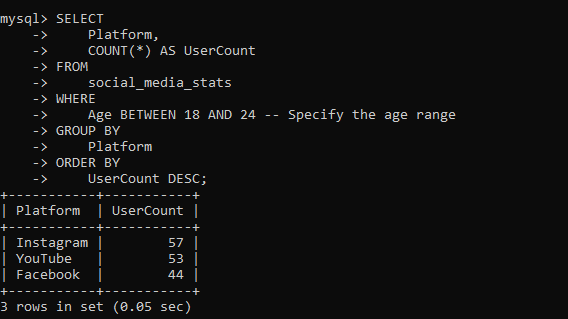 mysql> SELECT
    ->     Platform,
    ->     COUNT(*) AS UserCount
    -> FROM
    ->     social_media_stats
    -> WHERE
    ->     Age BETWEEN 18 AND 24 -- Specify the age range
    -> GROUP BY
    ->     Platform
    -> ORDER BY
    ->     UserCount DESC;
+-----------+-----------+
| Platform  | UserCount |
+-----------+-----------+
| Instagram |        57 |
| YouTube   |        53 |
| Facebook  |        44 |
+-----------+-----------+
3 rows in set (0.05 sec)